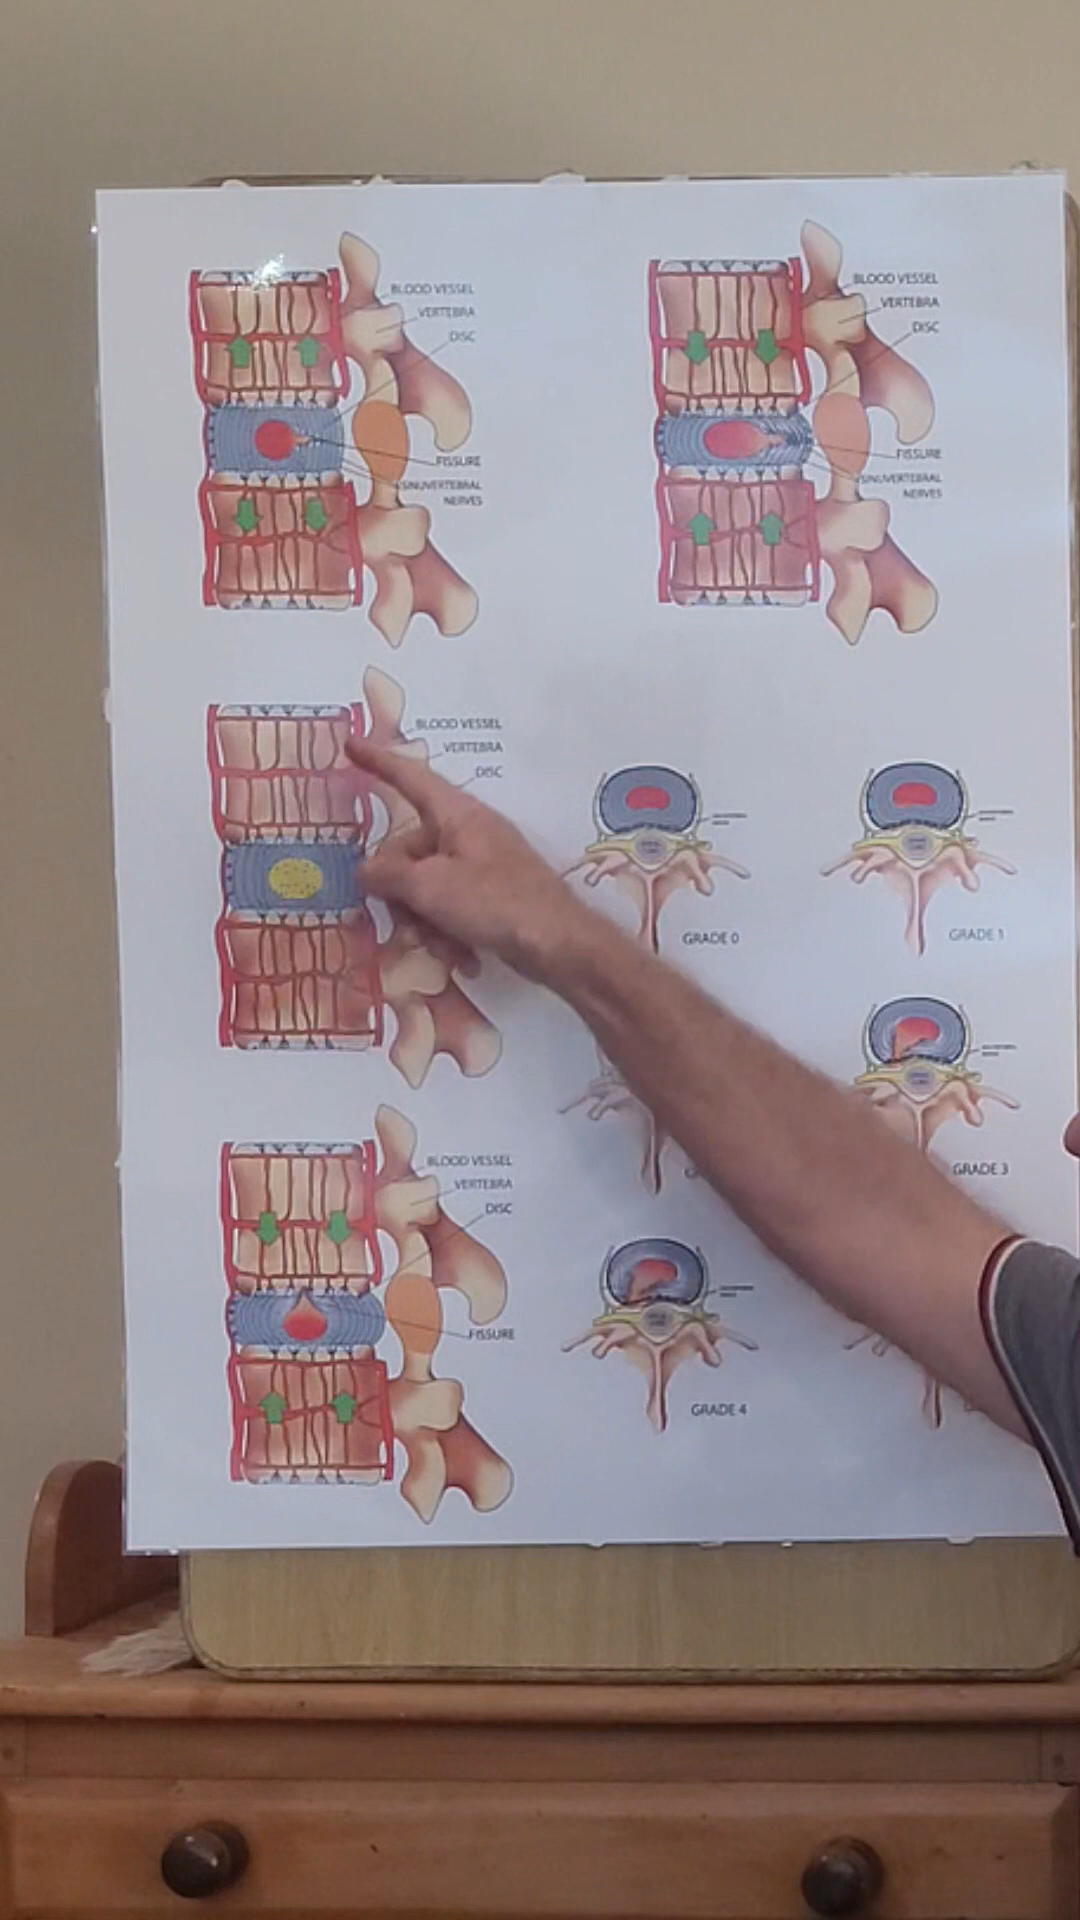 BLOOD VESSEL
VERTEBRA
DISC
FISSURE
SINUVERTEBRAL
NERVES
BLOOD VESSEL
VERTEBRA
DISC
FISSURE
SINUVERTEBRAL
NERVES
BLOOD VESSEL
VERTEBRA
DISC
GRADE 0
GRADE 1
GRADE 3
BLOOD VESSEL
VERTEBRA
DISC
FISSURE
GRADE 4